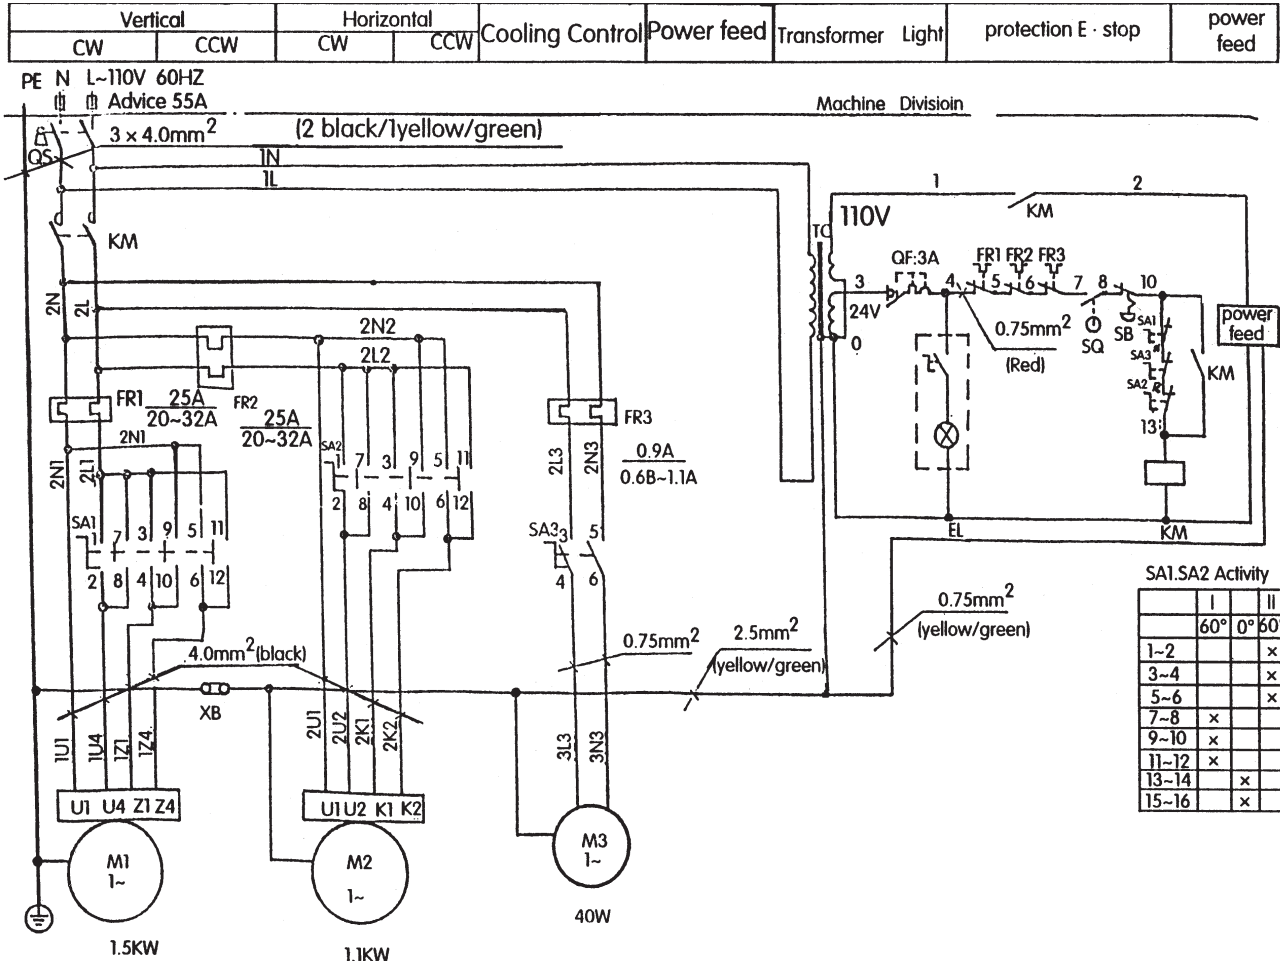 Vertical Horizontal Cooling Control Power feed Transformer Light protection E · stop power feed
CW CCW CW CCW
PE N L~110V 60HZ
Advice 55A
Machine Divisioin
3 × 4.0mm² (2 black/1yellow/green)
QS
1N
1L
1 2
KM
110V
TC
KM
QF:3A FR1 FR2 FR3
3 4 5 6 7 8 10
24V
0
0.75mm²
(Red)
SQ SB
SA1
SA3
SA2
13
KM
power
feed
2N 2L
2N2
2L2
FR1 25A
20~32A
FR2 25A
20~32A
FR3
0.9A
0.6B~1.1A
2N1
2N1 2L1
2L3 2N3
SA2 1 7 3 9 5 11
2 8 4 10 6 12
SA1 1 7 3 9 5 11
2 8 4 10 6 12
SA3 3 5
4 6
EL KM
SA1.SA2 Activity
I II
60° 0° 60°
1~2 ×
3~4 ×
5~6 ×
7~8 ×
9~10 ×
11~12 ×
13~14 ×
15~16 ×
0.75mm²
(yellow/green)
2.5mm²
(yellow/green)
0.75mm²
4.0mm²(black)
XB
1U1 1U4 1Z1 1Z4.
2U1 2U2 2K1 2K2
3L3 3N3
U1 U4 Z1 Z4
U1 U2 K1 K2
M1
1~
M2
1~
M3
1~
1.5KW
1.1KW
40W